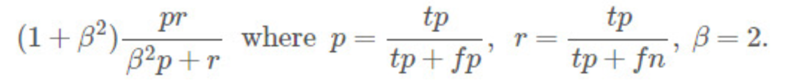 (1 + β²) pr / (β²p + r) where p = tp / (tp + fp), r = tp / (tp + fn), β = 2.